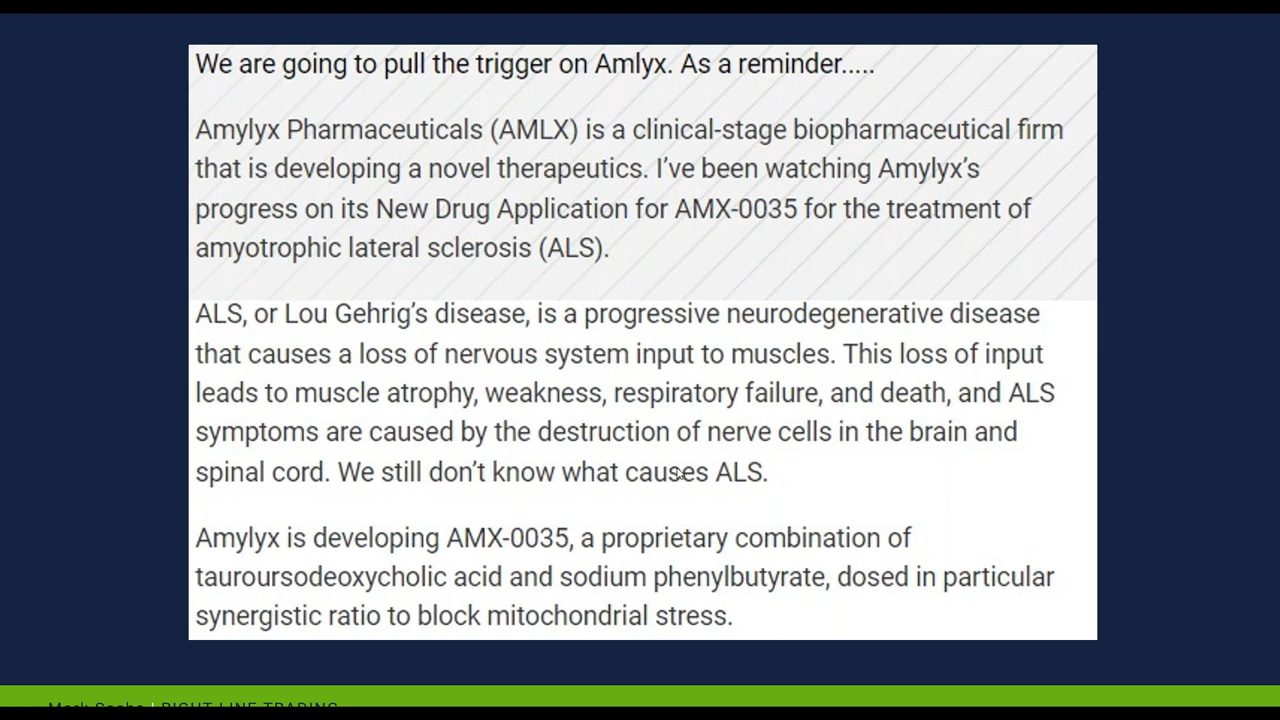 We are going to pull the trigger on Amlyx. As a reminder.....
Amylyx Pharmaceuticals (AMLX) is a clinical-stage biopharmaceutical firm
that is developing a novel therapeutics. I’ve been watching Amylyx’s
progress on its New Drug Application for AMX-0035 for the treatment of
amyotrophic lateral sclerosis (ALS).
ALS, or Lou Gehrig’s disease, is a progressive neurodegenerative disease
that causes a loss of nervous system input to muscles. This loss of input
leads to muscle atrophy, weakness, respiratory failure, and death, and ALS
symptoms are caused by the destruction of nerve cells in the brain and
spinal cord. We still don’t know what causes ALS.
Amylyx is developing AMX-0035, a proprietary combination of
tauroursodeoxycholic acid and sodium phenylbutyrate, dosed in particular
synergistic ratio to block mitochondrial stress.
| RIGHT LINE TRADING